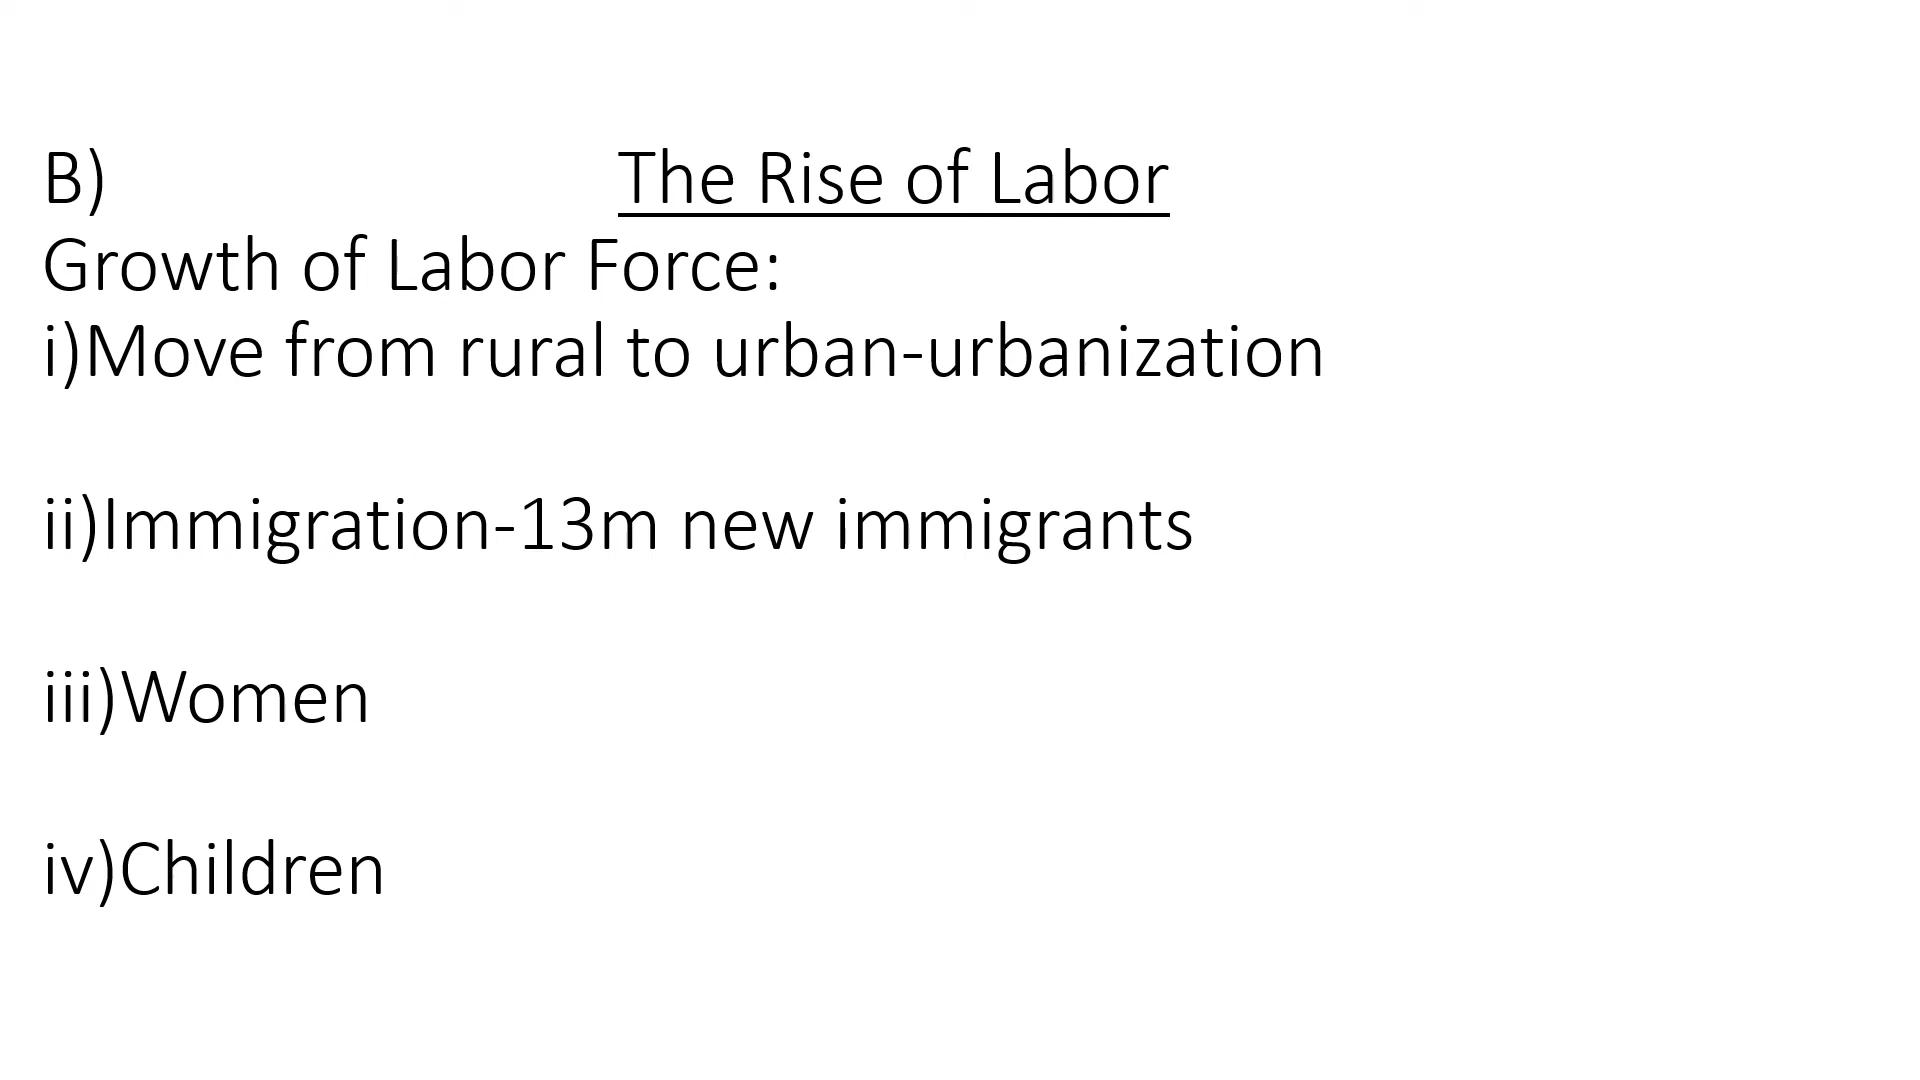 B) The Rise of Labor
Growth of Labor Force:
i)Move from rural to urban-urbanization
ii)Immigration-13m new immigrants
iii)Women
iv)Children